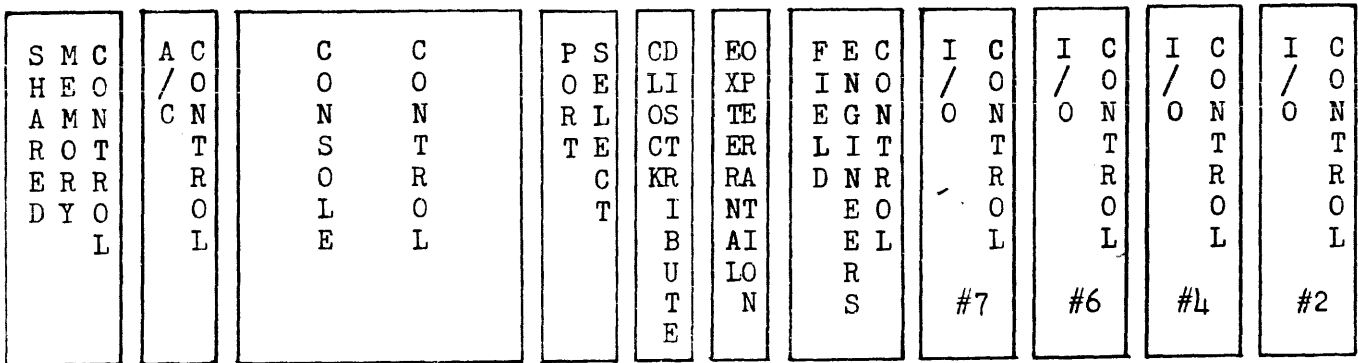 SHARED
MEMORY
CONTROL
A/C
CONTROL
CONSOLE
CONTROL
PORT
SELECT
CLOCK
DISTRIBUTE
EXTERNAL
OPERATION
FIELD
ENGINEERS
CONTROL
I/O
CONTROL
#7
I/O
CONTROL
#6
I/O
CONTROL
#4
I/O
CONTROL
#2